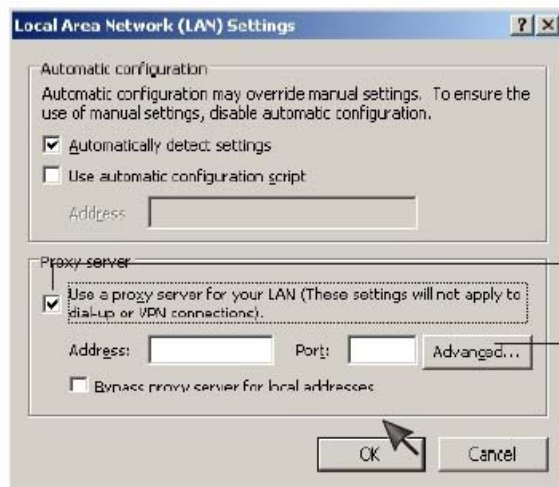 Local Area Network (LAN) Settings
Automatic configuration
Automatic configuration may override manual settings. To ensure the
use of manual settings, disable automatic configuration.
Automatically detect settings
Use automatic configuration script
Address
Proxy server
Use a proxy server for your LAN (These settings will not apply to
dial-up or VPN connections).
Address: Port: Advanced...
Bypass proxy server for local addresses
OK Cancel